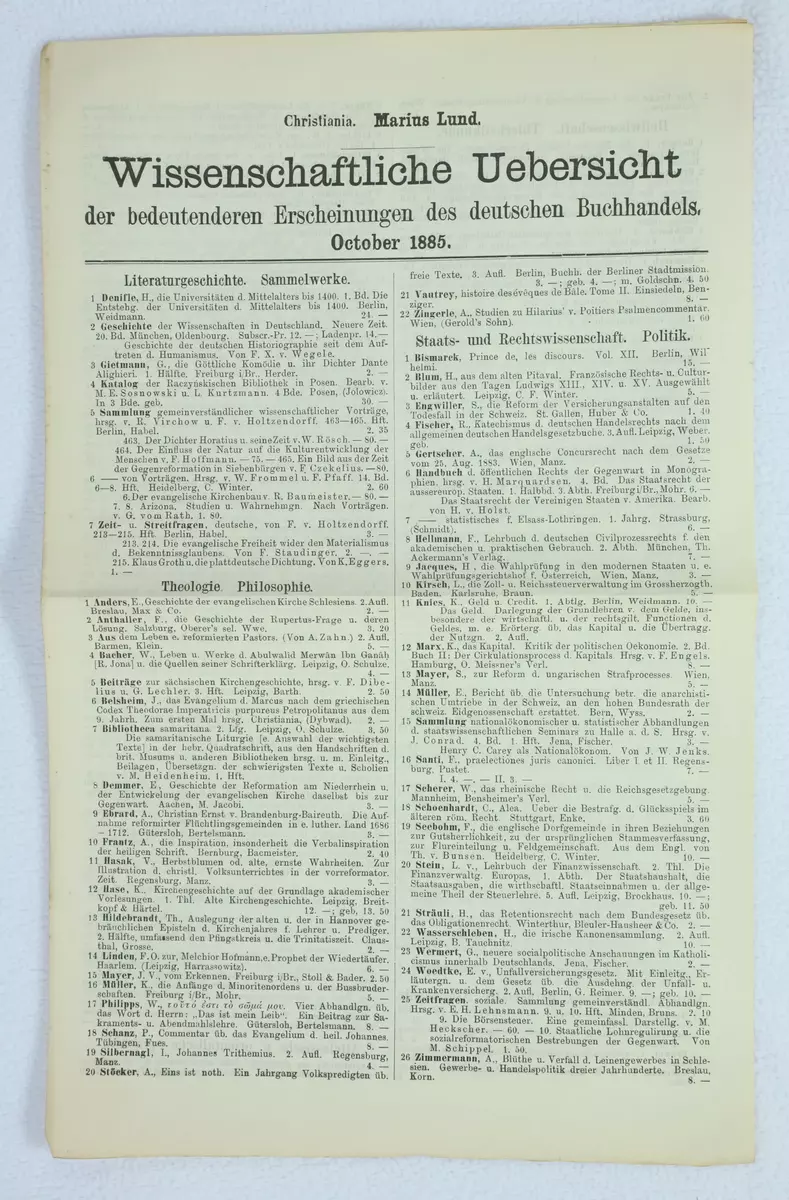 Christiania. Marius Lund.
Wissenschaftliche Uebersicht
der bedeutenderen Erscheinungen des deutschen Buchhandels.
October 1885.
Literaturgeschichte. Sammelwerke.
1 Denifle, H., die Universitäten d. Mittelalters bis 1400. 1. Bd. Die
Entstehg. der Universitäten d. Mittelalters bis 1400. Berlin,
Weidmann. 24. —
2 Geschichte der Wissenschaften in Deutschland. Neuere Zeit.
20. Bd. München, Oldenbourg. Subscr.-Pr. 12. —; Ladenpr. 14. —
Geschichte der deutschen Historiographie seit dem Auf-
treten d. Humanismus. Von F. X. v. Wegele.
3 Gietmann, G., die Göttliche Komödie u. ihr Dichter Dante
Alighieri. 1. Hälfte. Freiburg i/Br., Herder. 2. —
4 Katalog der Raczyńskischen Bibliothek in Posen. Bearb. v.
M. E. Sosnowski u. L. Kurtzmann. 4 Bde. Posen, (Jolowicz).
In 3 Bde. geb. 30. —
5 Sammlung gemeinverständlicher wissenschaftlicher Vorträge,
hrsg. v. R. Virchow u. F. v. Holtzendorff. 463—465. Hft.
Berlin, Habel. 2. 35
463. Der Dichter Horatius u. seine Zeit v. W. Rösch. — 80. —
464. Der Einfluss der Natur auf die Kulturentwicklung der
Menschen v. F. Hoffmann. — 75. — 465. Ein Bild aus der Zeit
der Gegenreformation in Siebenbürgen v. F. Czekelius. — 80.
6 —— von Vorträgen. Hrsg. v. W. Frommel u. F. Pfaff. 14. Bd.
6—8. Hft. Heidelberg, C. Winter. 2. 60
6. Der evangelische Kirchenbau v. R. Baumeister. — 80. —
7. 8. Arizona. Studien u. Wahrnehmgn. Nach Vorträgen.
v. G. vom Rath. 1. 80.
7 Zeit- u. Streitfragen, deutsche, von F. v. Holtzendorff.
213—215. Hft. Berlin, Habel. 3. —
213. 214. Die evangelische Freiheit wider den Materialismus
d. Bekenntnissglaubens. Von F. Staudinger. 2. —. —
215. Klaus Groth u. die plattdeutsche Dichtung. Von K. Eggers.
1. —
Theologie. Philosophie.
1 Anders, E., Geschichte der evangelischen Kirche Schlesiens. 2. Aufl.
Breslau, Max & Co. 2. —
2 Anthaller, F., die Geschichte der Rupertus-Frage u. deren
Lösung. Salzburg, Oberer's sel. Wwe. 3. 20
3 Aus dem Leben e. reformierten Pastors. (Von A. Zahn.) 2. Aufl.
Barmen, Klein. 5. —
4 Bacher, W., Leben u. Werke d. Abulwalid Merwân Ibn Ganâh
[R. Jona] u. die Quellen seiner Schrifterklärg. Leipzig, O. Schulze.
4. —
5 Beiträge zur sächsischen Kirchengeschichte, hrsg. v. F. Dibe-
lius u. G. Lechler. 3. Hft. Leipzig, Barth. 2. 50
6 Belsheim, J., das Evangelium d. Marcus nach dem griechischen
Codex Theodorae Imperatricis purpureus Petropolitanus aus dem
9. Jahrh. Zum ersten Mal hrsg. Christiania, (Dybwad). 2. —
7 Bibliotheca samaritana. 2. Lfg. Leipzig, O. Schulze. 3. 50
Die samaritanische Liturgie [e. Auswahl der wichtigsten
Texte] in der hebr. Quadratschrift, aus den Handschriften d.
brit. Museums u. anderen Bibliotheken hrsg. u. m. Einleitg.,
Beilagen, Übersetzgn. der schwierigsten Texte u. Scholien
v. M. Heidenheim. 1. Hft.
8 Demmer, E., Geschichte der Reformation am Niederrhein u.
der Entwickelung der evangelischen Kirche daselbst bis zur
Gegenwart. Aachen, M. Jacobi. 3. —
9 Ebrard, A., Christian Ernst v. Brandenburg-Baireuth. Die Auf-
nahme reformirter Flüchtlingsgemeinden in e. luther. Land 1686
—1712. Gütersloh, Bertelsmann. 3. —
10 Frantz, A., die Inspiration, insonderheit die Verbalinspiration
der heiligen Schrift. Bernburg, Bacmeister. 2. 40
11 Hasak, V., Herbstblumen od. alte, ernste Wahrheiten. Zur
Illustration d. christl. Volksunterrichtes in der vorreformator.
Zeit. Regensburg, Manz. 3. —
12 Hase, K., Kirchengeschichte auf der Grundlage akademischer
Vorlesungen. 1. Thl. Alte Kirchengeschichte. Leipzig, Breit-
kopf & Härtel. 12. —; geb. 13. 50
13 Hildebrandt, Th., Auslegung der alten u. der in Hannover ge-
bräuchlichen Episteln d. Kirchenjahres f. Lehrer u. Prediger.
2. Hälfte, umfassend den Pfingstkreis u. die Trinitatiszeit. Claus-
thal, Grosse. 2. —
14 Linden, F. O. zur, Melchior Hofmann, e. Prophet der Wiedertäufer.
Haarlem. (Leipzig, Harrassowitz). 6. —
15 Mayer, J. V., vom Erkennen. Freiburg i/Br., Stoll & Bader. 2. 50
16 Müller, K., die Anfänge d. Minoritenordens u. der Bussbruder-
schaften. Freiburg i/Br., Mohr. 5. —
17 Philipps, W., τοῦτό ἐστι τὸ σῶμά μου. Vier Abhandlgn. üb.
das Wort d. Herrn: „Das ist mein Leib". Ein Beitrag zur Sa-
kraments- u. Abendmahlslehre. Gütersloh, Bertelsmann. 8. —
18 Schanz, P., Commentar üb. das Evangelium d. heil. Johannes.
Tübingen, Fues. 8. —
19 Silbernagl, I., Johannes Trithemius. 2. Aufl. Regensburg,
Manz. 4. —
20 Stöcker, A., Eins ist noth. Ein Jahrgang Volkspredigten üb.
freie Texte. 3. Aufl. Berlin, Buchh. der Berliner Stadtmission.
3. —; geb. 4. —; m. Goldschn. 4. 50
21 Vautrey, histoire des évêques de Bâle. Tome II. Einsiedeln, Ben-
ziger. 8. —
22 Zingerle, A., Studien zu Hilarius' v. Poitiers Psalmencommentar.
Wien, (Gerold's Sohn). 1. 60
Staats- und Rechtswissenschaft. Politik.
1 Bismarck, Prince de, les discours. Vol. XII. Berlin, Wil
helmi. 15. —
2 Blum, H., aus dem alten Pitaval. Französische Rechts- u. Cultur-
bilder aus den Tagen Ludwigs XIII., XIV. u. XV. Ausgewählt
u. erläutert. Leipzig, C. F. Winter. 5. —
3 Engwiller, S., die Reform der Versicherungsanstalten auf den
Todesfall in der Schweiz. St. Gallen, Huber & Co. 1. 40
4 Fischer, R., Katechismus d. deutschen Handelsrechts nach dem
allgemeinen deutschen Handelsgesetzbuche. 3. Aufl. Leipzig, Weber.
geb. 1. 50
5 Gertscher, A., das englische Concursrecht nach dem Gesetze
vom 25. Aug. 1883. Wien, Manz. 2. —
6 Handbuch d. öffentlichen Rechts der Gegenwart in Monogra-
phien. hrsg. v. H. Marquardsen. 4. Bd. Das Staatsrecht der
aussereurop. Staaten. 1. Halbbd. 3. Abth. Freiburg i/Br., Mohr. 6. —
Das Staatsrecht der Vereinigten Staaten v. Amerika. Bearb.
von H. v. Holst.
7 —— statistisches f. Elsass-Lothringen. 1. Jahrg. Strassburg,
(Schmidt). 6. —
8 Hellmann, F., Lehrbuch d. deutschen Civilprozessrechts f. den
akademischen u. praktischen Gebrauch. 2. Abth. München, Th.
Ackermann's Verlag. 7. —
9 Jacques, H., die Wahlprüfung in den modernen Staaten u. e.
Wahlprüfungsgerichtshof f. Österreich, Wien, Manz. 3. —
10 Kirsch, L., die Zoll- u. Reichssteuerverwaltung im Grossherzogth.
Baden. Karlsruhe. Braun. 5. —
11 Knies, K., Geld u. Credit. 1. Abtlg. Berlin, Weidmann. 10. —
Das Geld. Darlegung der Grundlehren v. dem Gelde, ins-
besondere der wirthschaftl. u. der rechtsgilt. Functionen d.
Geldes, m. e. Erörterg. üb. das Kapital u. die Übertragg.
der Nutzgn. 2. Aufl.
12 Marx, K., das Kapital. Kritik der politischen Oekonomie. 2. Bd.
Buch II: Der Cirkulationsprocess d. Kapitals. Hrsg. v. F. Engels.
Hamburg, O. Meissner's Verl. 8. —
13 Mayer, S., zur Reform d. ungarischen Strafprocesses. Wien,
Manz. 5. —
14 Müller, E., Bericht üb. die Untersuchung betr. die anarchisti-
schen Umtriebe in der Schweiz, an den hohen Bundesrath der
schweiz. Eidgenossenschaft erstattet. Bern, Wyss. 2. —
15 Sammlung nationalökonomischer u. statistischer Abhandlungen
d. staatswissenschaftlichen Seminars zu Halle a. d. S. Hrsg. v.
J. Conrad. 4. Bd. 1. Hft. Jena, Fischer. 3. —
Henry C. Carey als Nationalökonom. Von J. W. Jenks.
16 Santi, F., praelectiones juris canonici. Liber I et II. Regens-
burg, Pustet. 7. —
I. 4. —. — II. 3. —
17 Scherer, W., das rheinische Recht u. die Reichsgesetzgebung.
Mannheim, Bensheimer's Verl. 5. —
18 Schoenhardt, C., Alea. Ueber die Bestrafg. d. Glücksspiels im
älteren röm. Recht. Stuttgart, Enke. 3. 60
19 Seebohm, F., die englische Dorfgemeinde in ihren Beziehungen
zur Gutsherrlichkeit, zu der ursprünglichen Stammesverfassung,
zur Flureinteilung u. Feldgemeinschaft. Aus dem Engl. von
Th. v. Bunsen. Heidelberg, C. Winter. 10. —
20 Stein, L. v., Lehrbuch der Finanzwissenschaft. 2. Thl. Die
Finanzverwaltg. Europas, 1. Abth. Der Staatshaushalt, die
Staatsausgaben, die wirthschaftl. Staatseinnahmen u. der allge-
meine Theil der Steuerlehre. 5. Aufl. Leipzig, Brockhaus. 10. —;
geb. 11. 50
21 Sträuli, H., das Retentionsrecht nach dem Bundesgesetz üb.
das Obligationenrecht. Winterthur, Bleuler-Hausheer & Co. 2. —
22 Wasserschleben, H., die irische Kanonensammlung. 2. Aufl.
Leipzig, B. Tauchnitz. 10. —
23 Wermert, G., neuere socialpolitische Anschauungen im Katholi-
cismus innerhalb Deutschlands. Jena, Fischer. 2. —
24 Woedtke, E. v., Unfallversicherungsgesetz. Mit Einleitg., Er-
läutergn. u. dem Gesetz üb. die Ausdehng. der Unfall- u.
Krankenversicherg. 2. Aufl. Berlin, G. Reimer. 9. —; geb. 10. —
25 Zeitfragen, soziale. Sammlung gemeinverständl. Abhandlgn.
Hrsg. v. E. H. Lehnsmann. 9. u. 10. Hft. Minden, Bruns. 2. 10
9. Die Börsensteuer. Eine gemeinfassl. Darstellg. v. M.
Heckscher. — 60. — 10. Staatliche Lohnregulirung u. die
sozialreformatorischen Bestrebungen der Gegenwart. Von
M. Schippel. 1. 50.
26 Zimmermann, A., Blüthe u. Verfall d. Leinengewerbes in Schle-
sien. Gewerbe- u. Handelspolitik dreier Jahrhunderte. Breslau,
Korn. 8. —